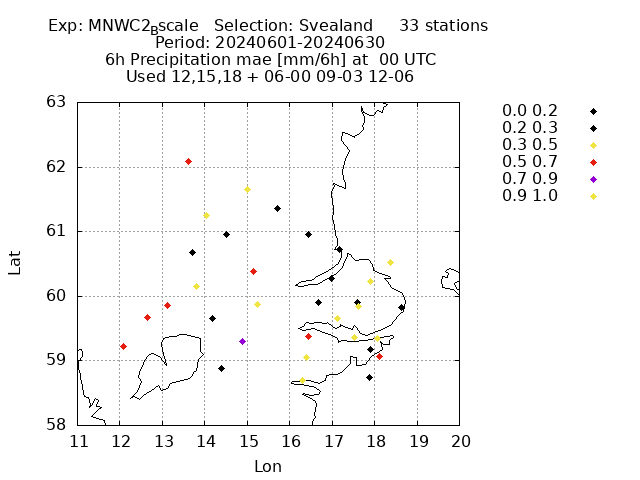 Exp: MNWC2Bscale   Selection: Svealand     33 stations
Period: 20240601-20240630
6h Precipitation mae [mm/6h] at  00 UTC
Used 12,15,18 + 06-00 09-03 12-06
0.0 0.2
0.2 0.3
0.3 0.5
0.5 0.7
0.7 0.9
0.9 1.0
63
62
61
60
59
58
Lat
11 12 13 14 15 16 17 18 19 20
Lon